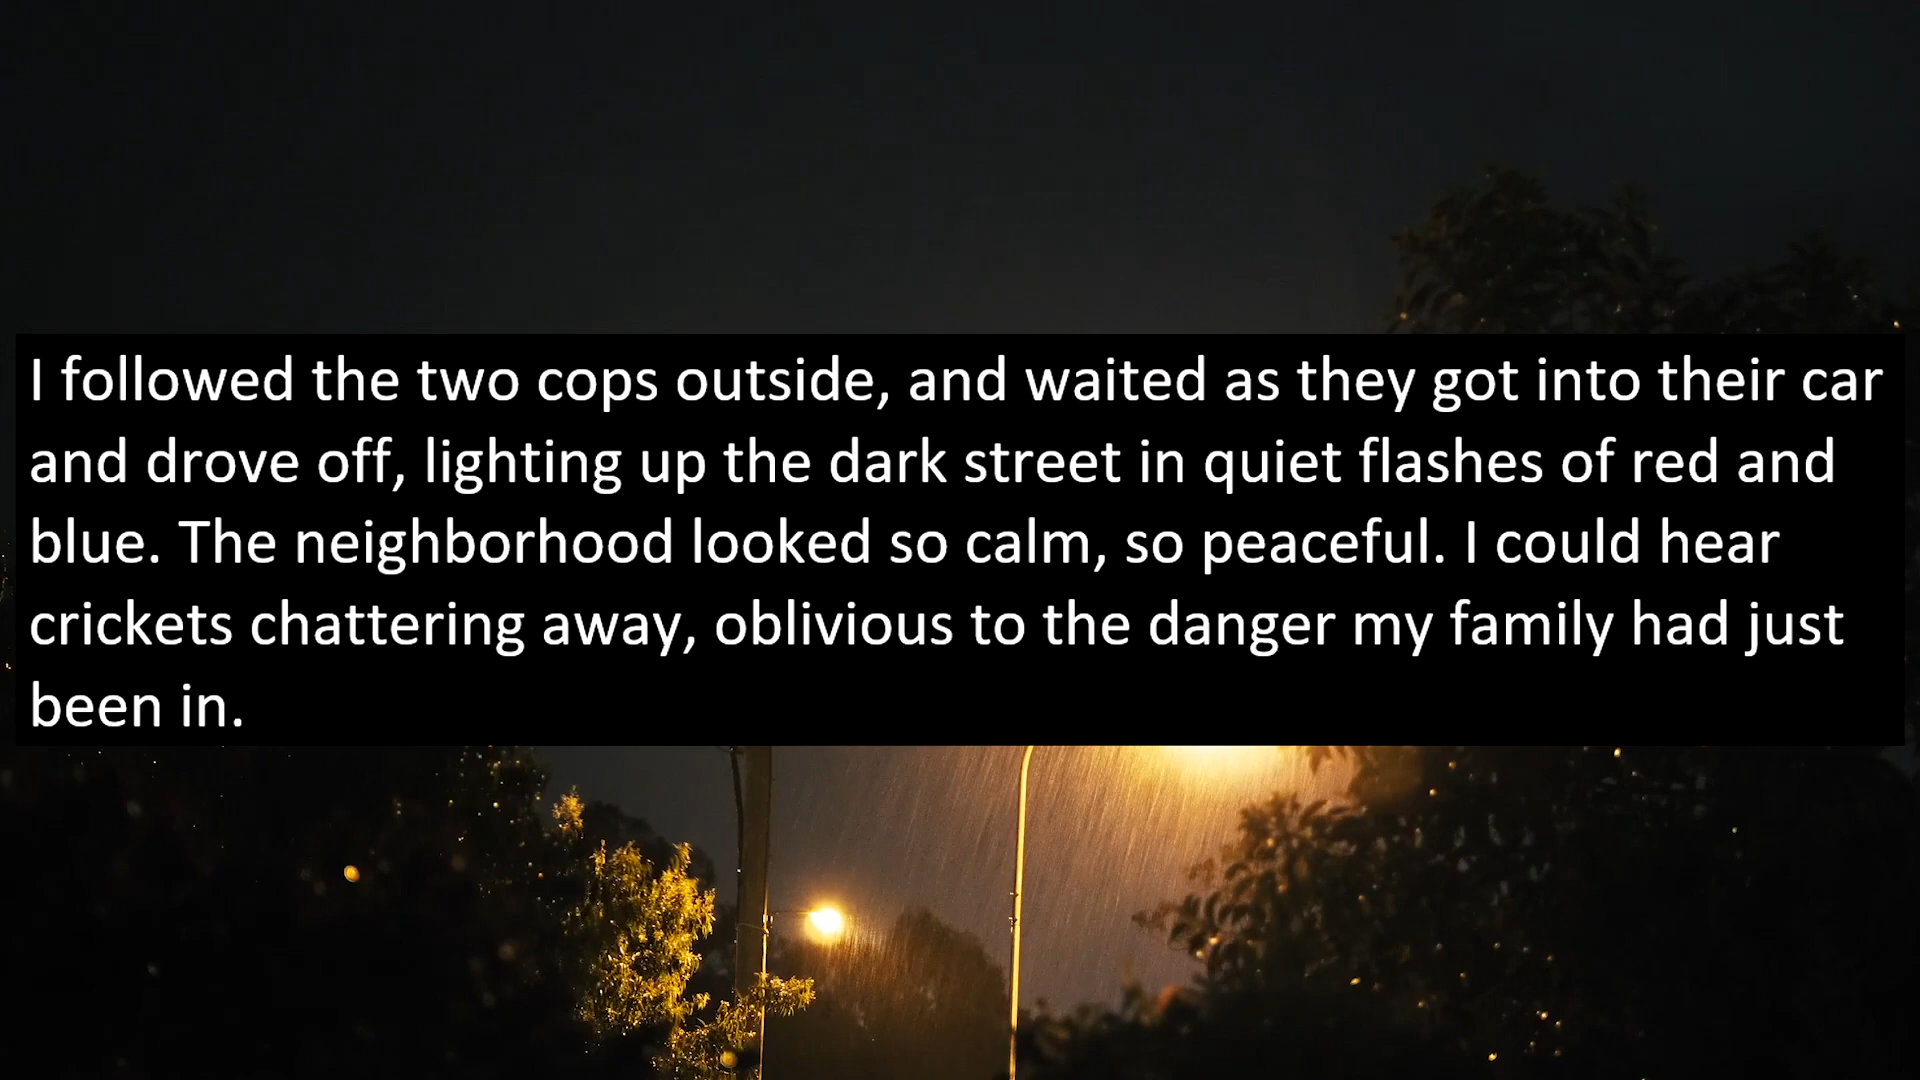 I followed the two cops outside, and waited as they got into their car
and drove off, lighting up the dark street in quiet flashes of red and
blue. The neighborhood looked so calm, so peaceful. I could hear
crickets chattering away, oblivious to the danger my family had just
been in.